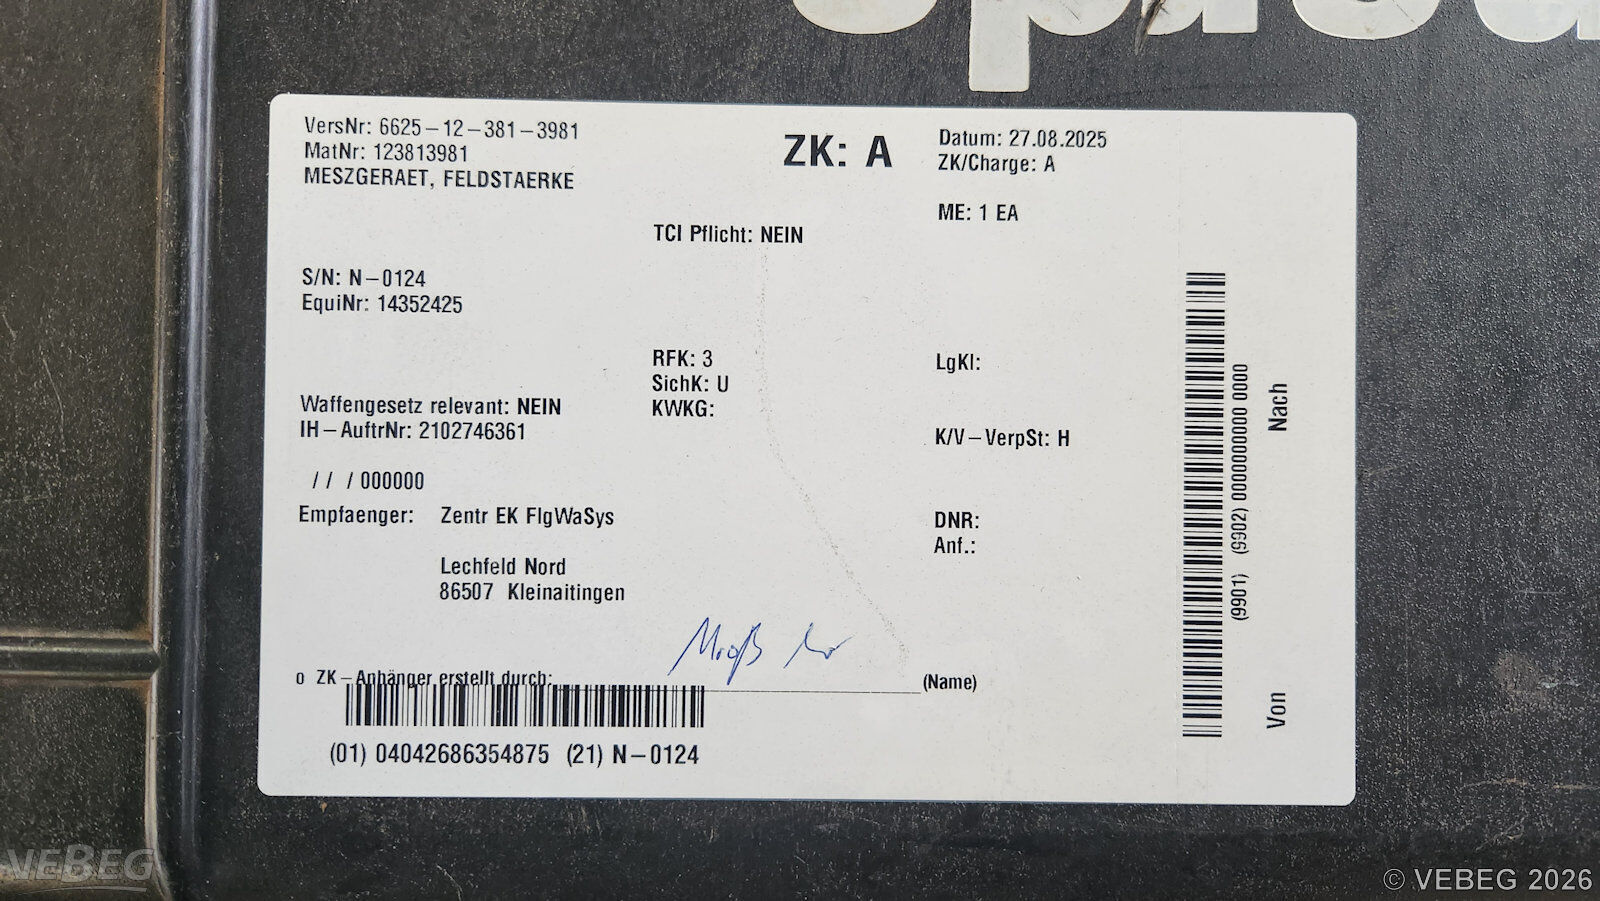 VersNr: 6625-12-381-3981
MatNr: 123813981
MESZGERAET, FELDSTAERKE
ZK: A
Datum: 27.08.2025
ZK/Charge: A
ME: 1 EA
TCI Pflicht: NEIN
S/N: N-0124
EquiNr: 14352425
RFK: 3
SichK: U
KWKG:
LgKl:
Waffengesetz relevant: NEIN
IH-AuftrNr: 2102746361
K/V-VerpSt: H
/ / / 000000
Empfaenger: Zentr EK FlgWaSys
Lechfeld Nord
86507 Kleinaitingen
DNR:
Anf.:
o ZK-Anhänger erstellt durch: (Name)
(01) 04042686354875 (21) N-0124
(9901) (9902) 00000000000 0000
Von Nach
VEBEG
© VEBEG 2026